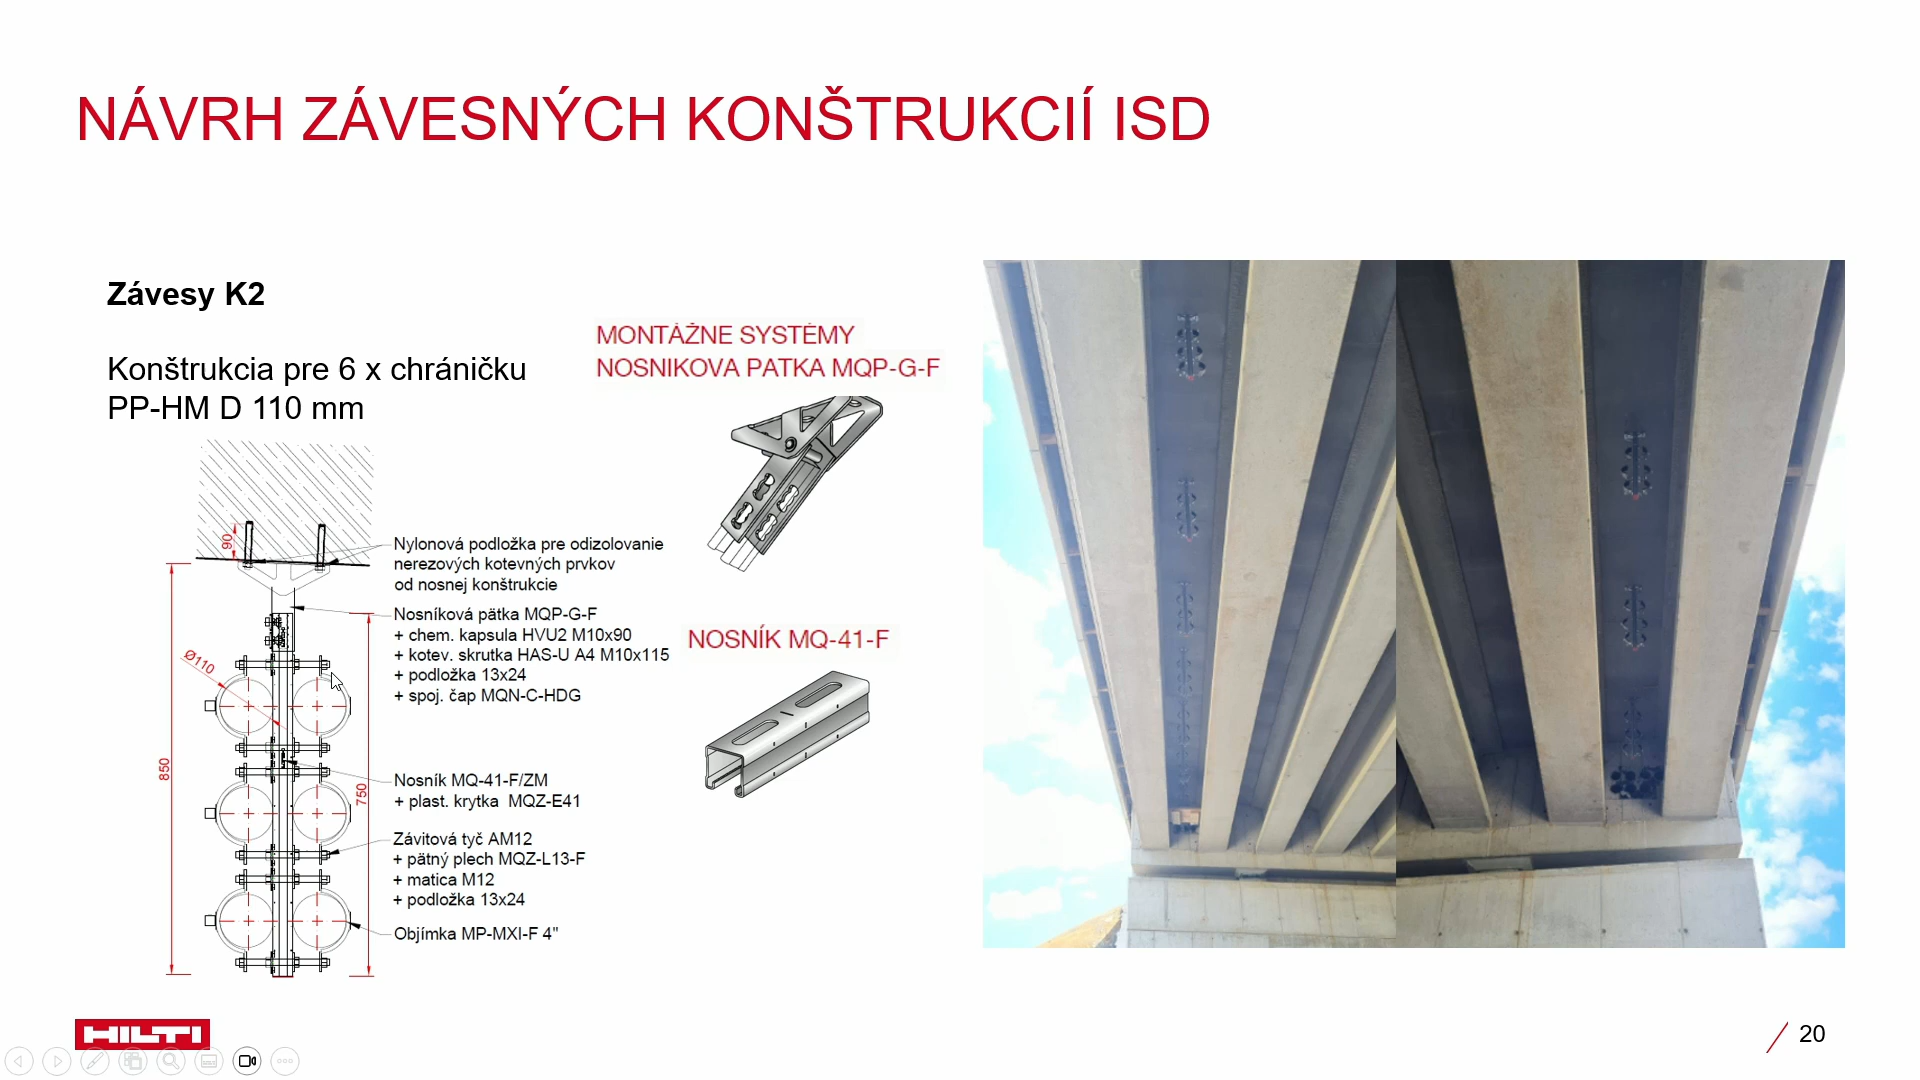 NÁVRH ZÁVESNÝCH KONŠTRUKCIÍ ISD
Závesy K2
Konštrukcia pre 6 x chráničku
PP-HM D 110 mm
MONTÁŽNE SYSTÉMY
NOSNIKOVA PATKA MQP-G-F
90
Nylonová podložka pre odizolovanie
nerezových kotevných prvkov
od nosnej konštrukcie
Nosníková pätka MQP-G-F
+ chem. kapsula HVU2 M10x90
+ kotev. skrutka HAS-U A4 M10x115
+ podložka 13x24
+ spoj. čap MQN-C-HDG
Ø110
850
750
Nosník MQ-41-F/ZM
+ plast. krytka MQZ-E41
Závitová tyč AM12
+ pätný plech MQZ-L13-F
+ matica M12
+ podložka 13x24
Objímka MP-MXI-F 4"
NOSNÍK MQ-41-F
HILTI
20